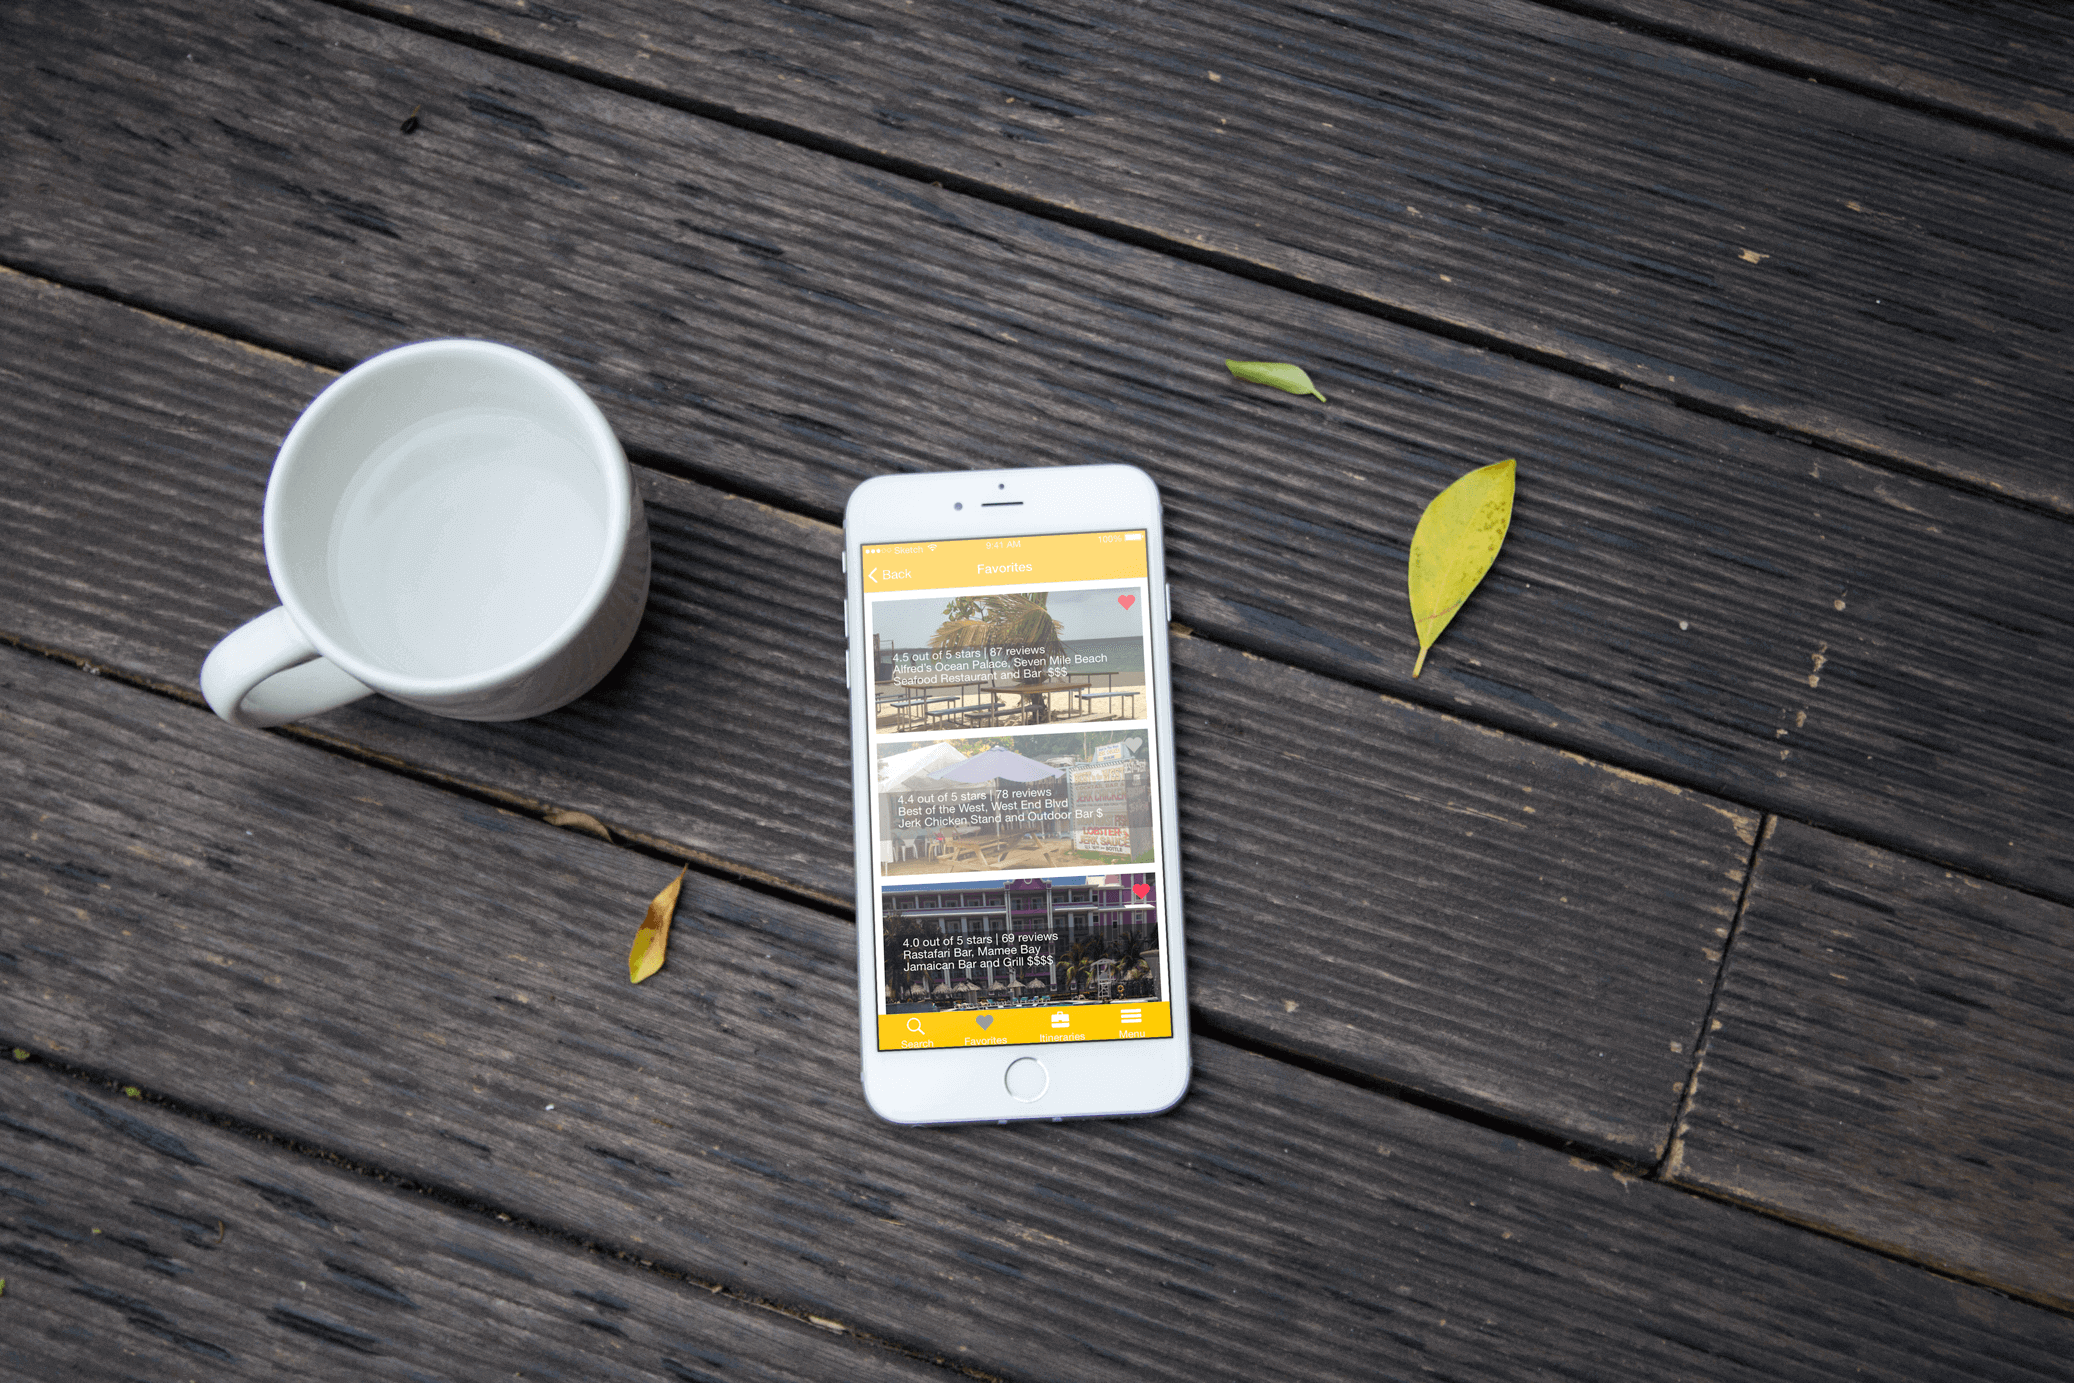 Sketch 9:41 AM 100%
Back Favorites
4.5 out of 5 stars | 87 reviews
Alfred's Ocean Palace, Seven Mile Beach
Seafood Restaurant and Bar $$$
4.4 out of 5 stars | 78 reviews
Best of the West, West End Blvd
Jerk Chicken Stand and Outdoor Bar $
JERK CHICKEN
LOBSTER
JERK SAUCE
4.0 out of 5 stars | 69 reviews
Rastafari Bar, Mamee Bay
Jamaican Bar and Grill $$$$
Search Favorites Itineraries Menu